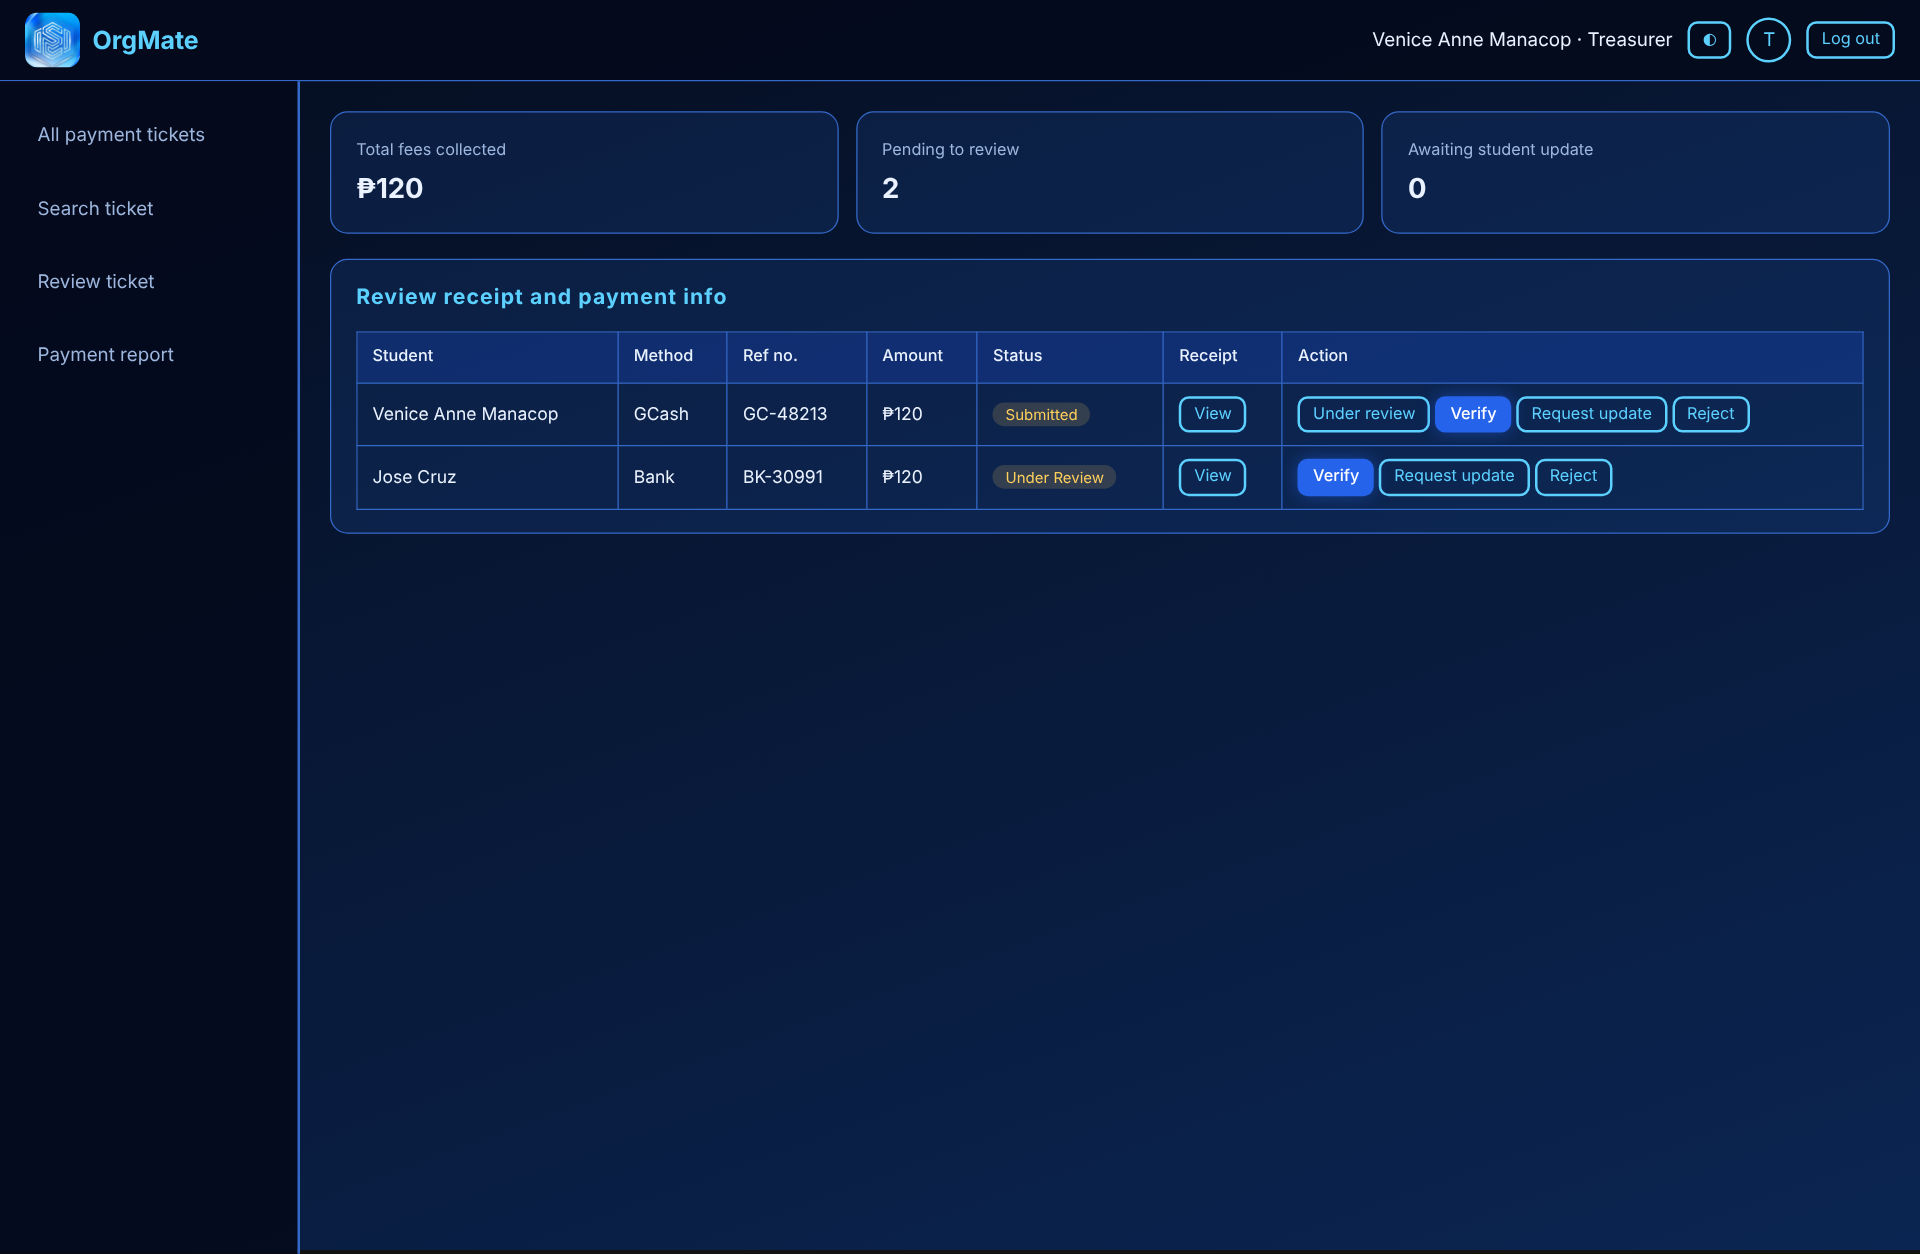 OrgMate
Venice Anne Manacop · Treasurer
T
Log out
All payment tickets
Search ticket
Review ticket
Payment report
Total fees collected
₱120
Pending to review
2
Awaiting student update
0
Review receipt and payment info
Student Method Ref no. Amount Status Receipt Action
Venice Anne Manacop GCash GC-48213 ₱120 Submitted View Under review Verify Request update Reject
Jose Cruz Bank BK-30991 ₱120 Under Review View Verify Request update Reject